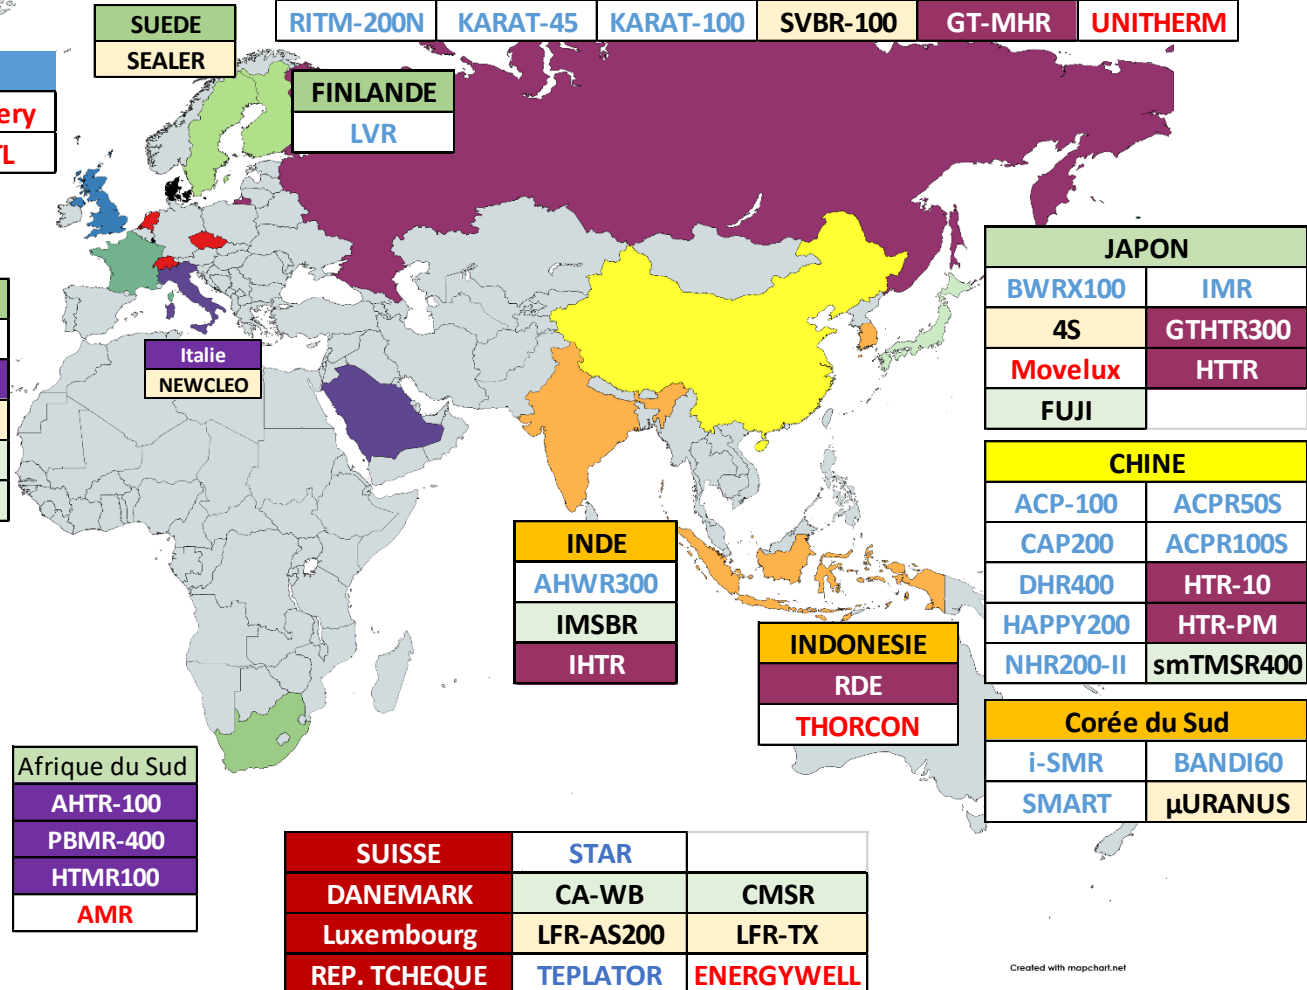 SUEDE
SEALER
RITM-200N KARAT-45 KARAT-100 SVBR-100 GT-MHR UNITHERM
ery
TL
FINLANDE
LVR
Italie
NEWCLEO
JAPON
BWRX100 IMR
4S GTHTR300
Movelux HTTR
FUJI
CHINE
ACP-100 ACPR50S
CAP200 ACPR100S
DHR400 HTR-10
HAPPY200 HTR-PM
NHR200-II smTMSR400
INDE
AHWR300
IMSBR
IHTR
INDONESIE
RDE
THORCON
Corée du Sud
i-SMR BANDI60
SMART µURANUS
Afrique du Sud
AHTR-100
PBMR-400
HTMR100
AMR
SUISSE STAR
DANEMARK CA-WB CMSR
Luxembourg LFR-AS200 LFR-TX
REP. TCHEQUE TEPLATOR ENERGYWELL
Created with mapchart.net